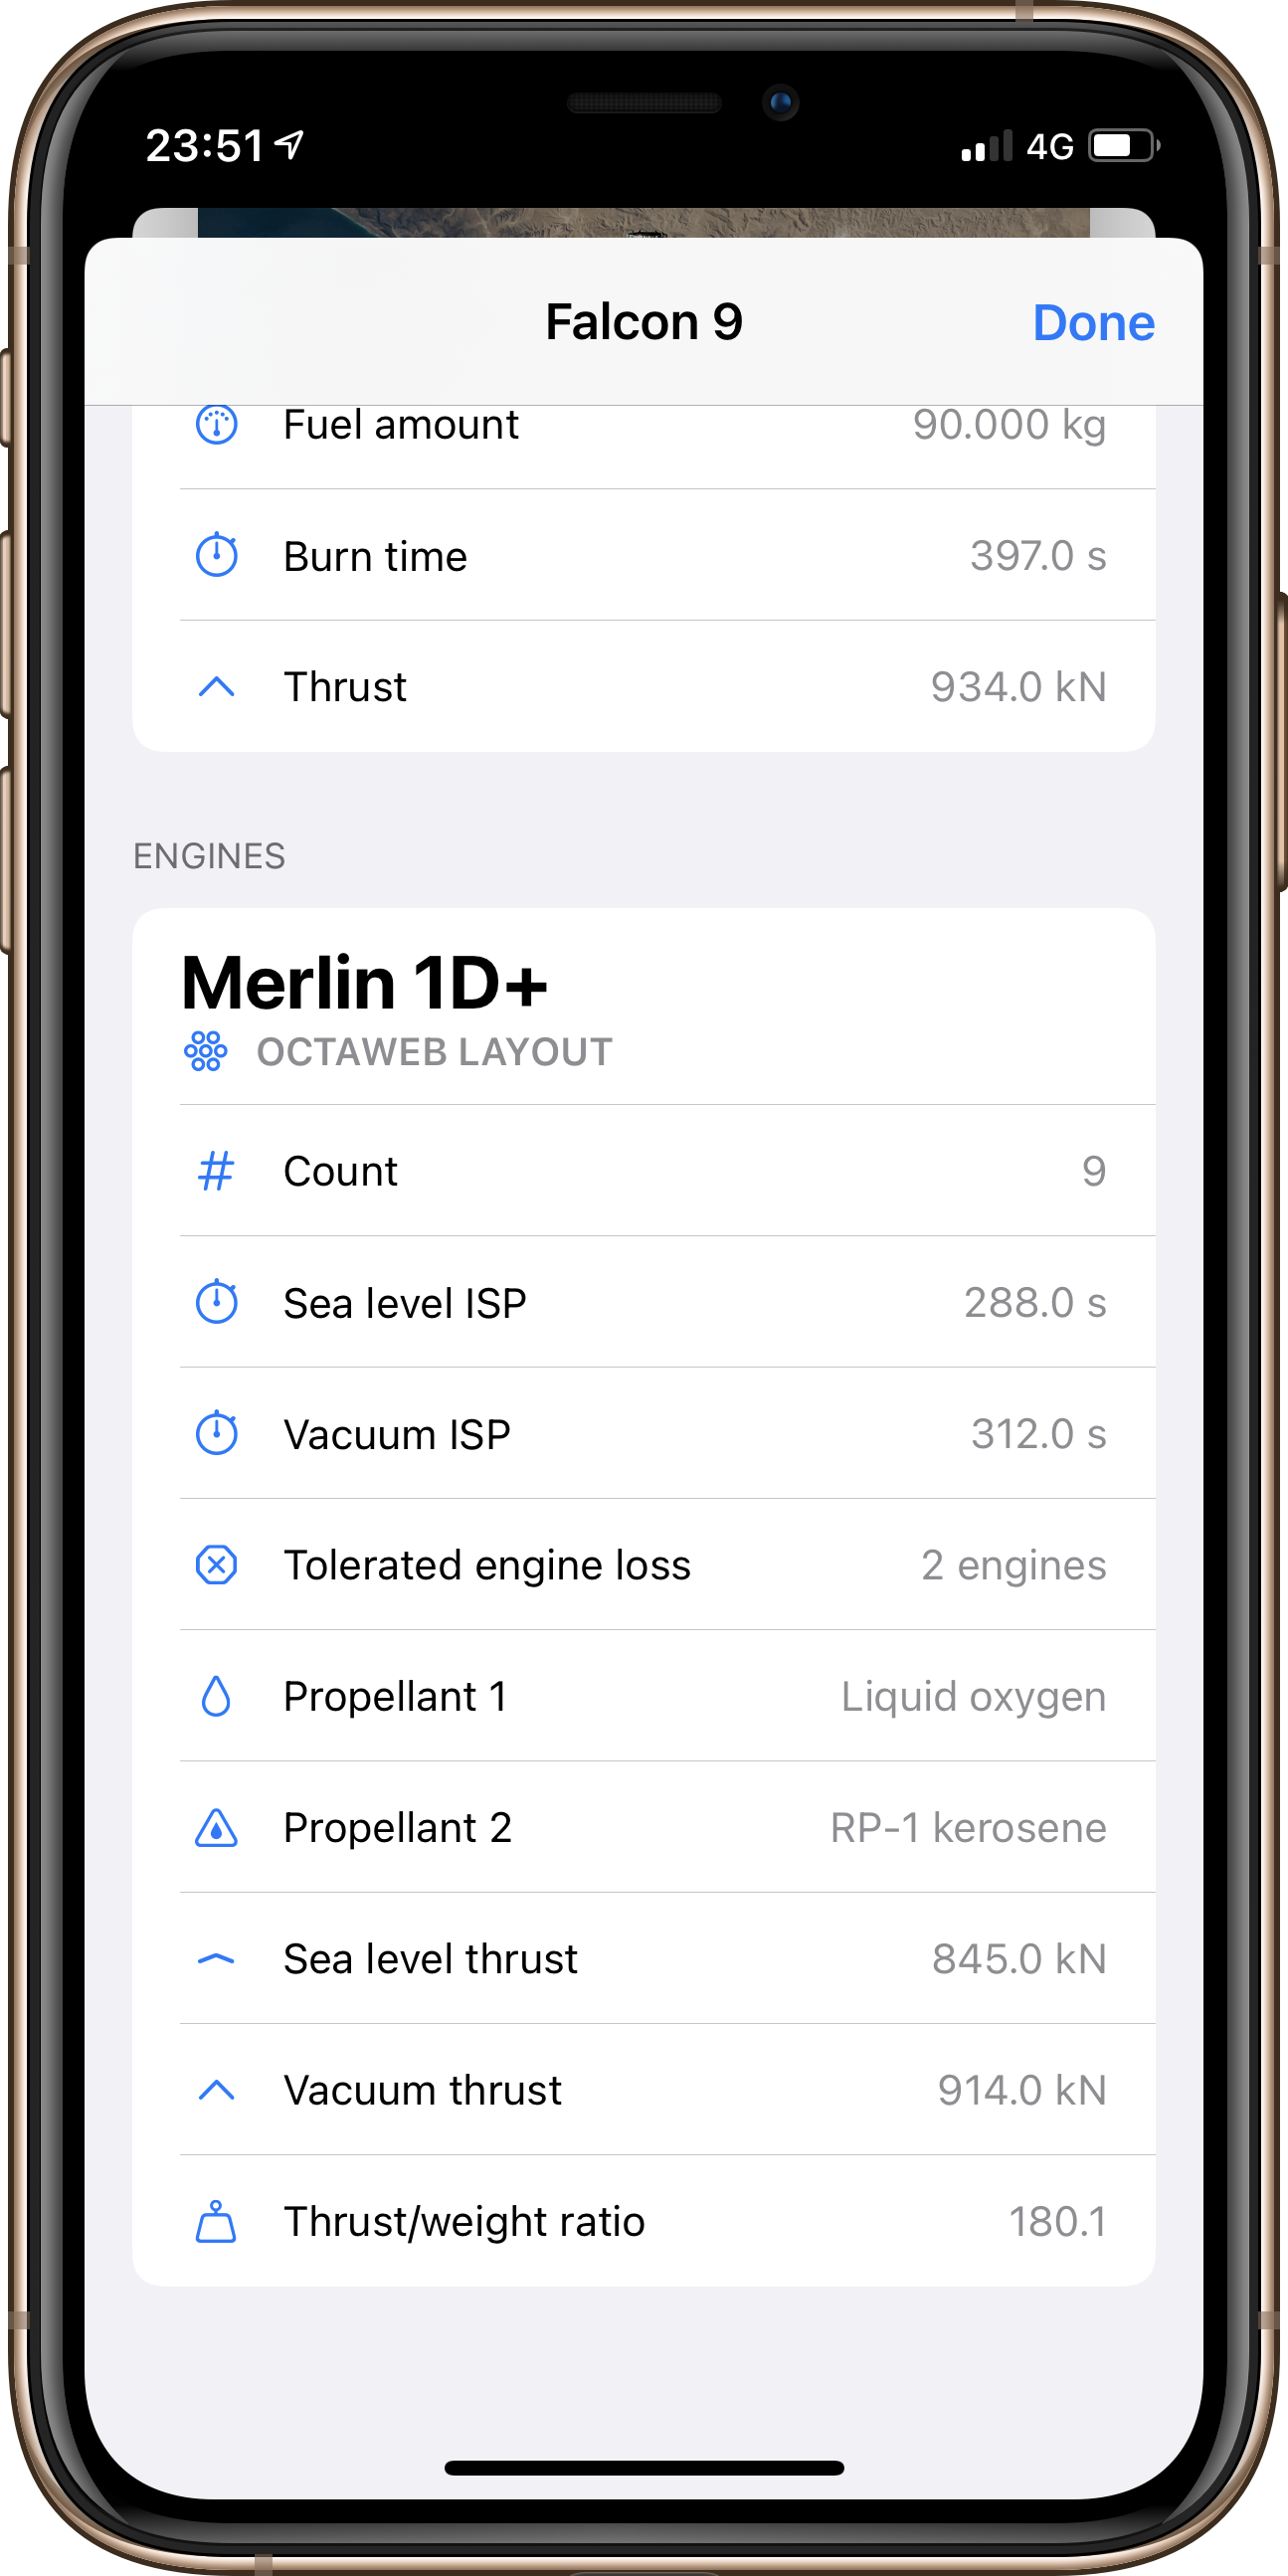 23:51 4G
Falcon 9 Done
Fuel amount 90.000 kg
Burn time 397.0 s
Thrust 934.0 kN
ENGINES
Merlin 1D+
OCTAWEB LAYOUT
# Count 9
Sea level ISP 288.0 s
Vacuum ISP 312.0 s
Tolerated engine loss 2 engines
Propellant 1 Liquid oxygen
Propellant 2 RP-1 kerosene
Sea level thrust 845.0 kN
Vacuum thrust 914.0 kN
Thrust/weight ratio 180.1